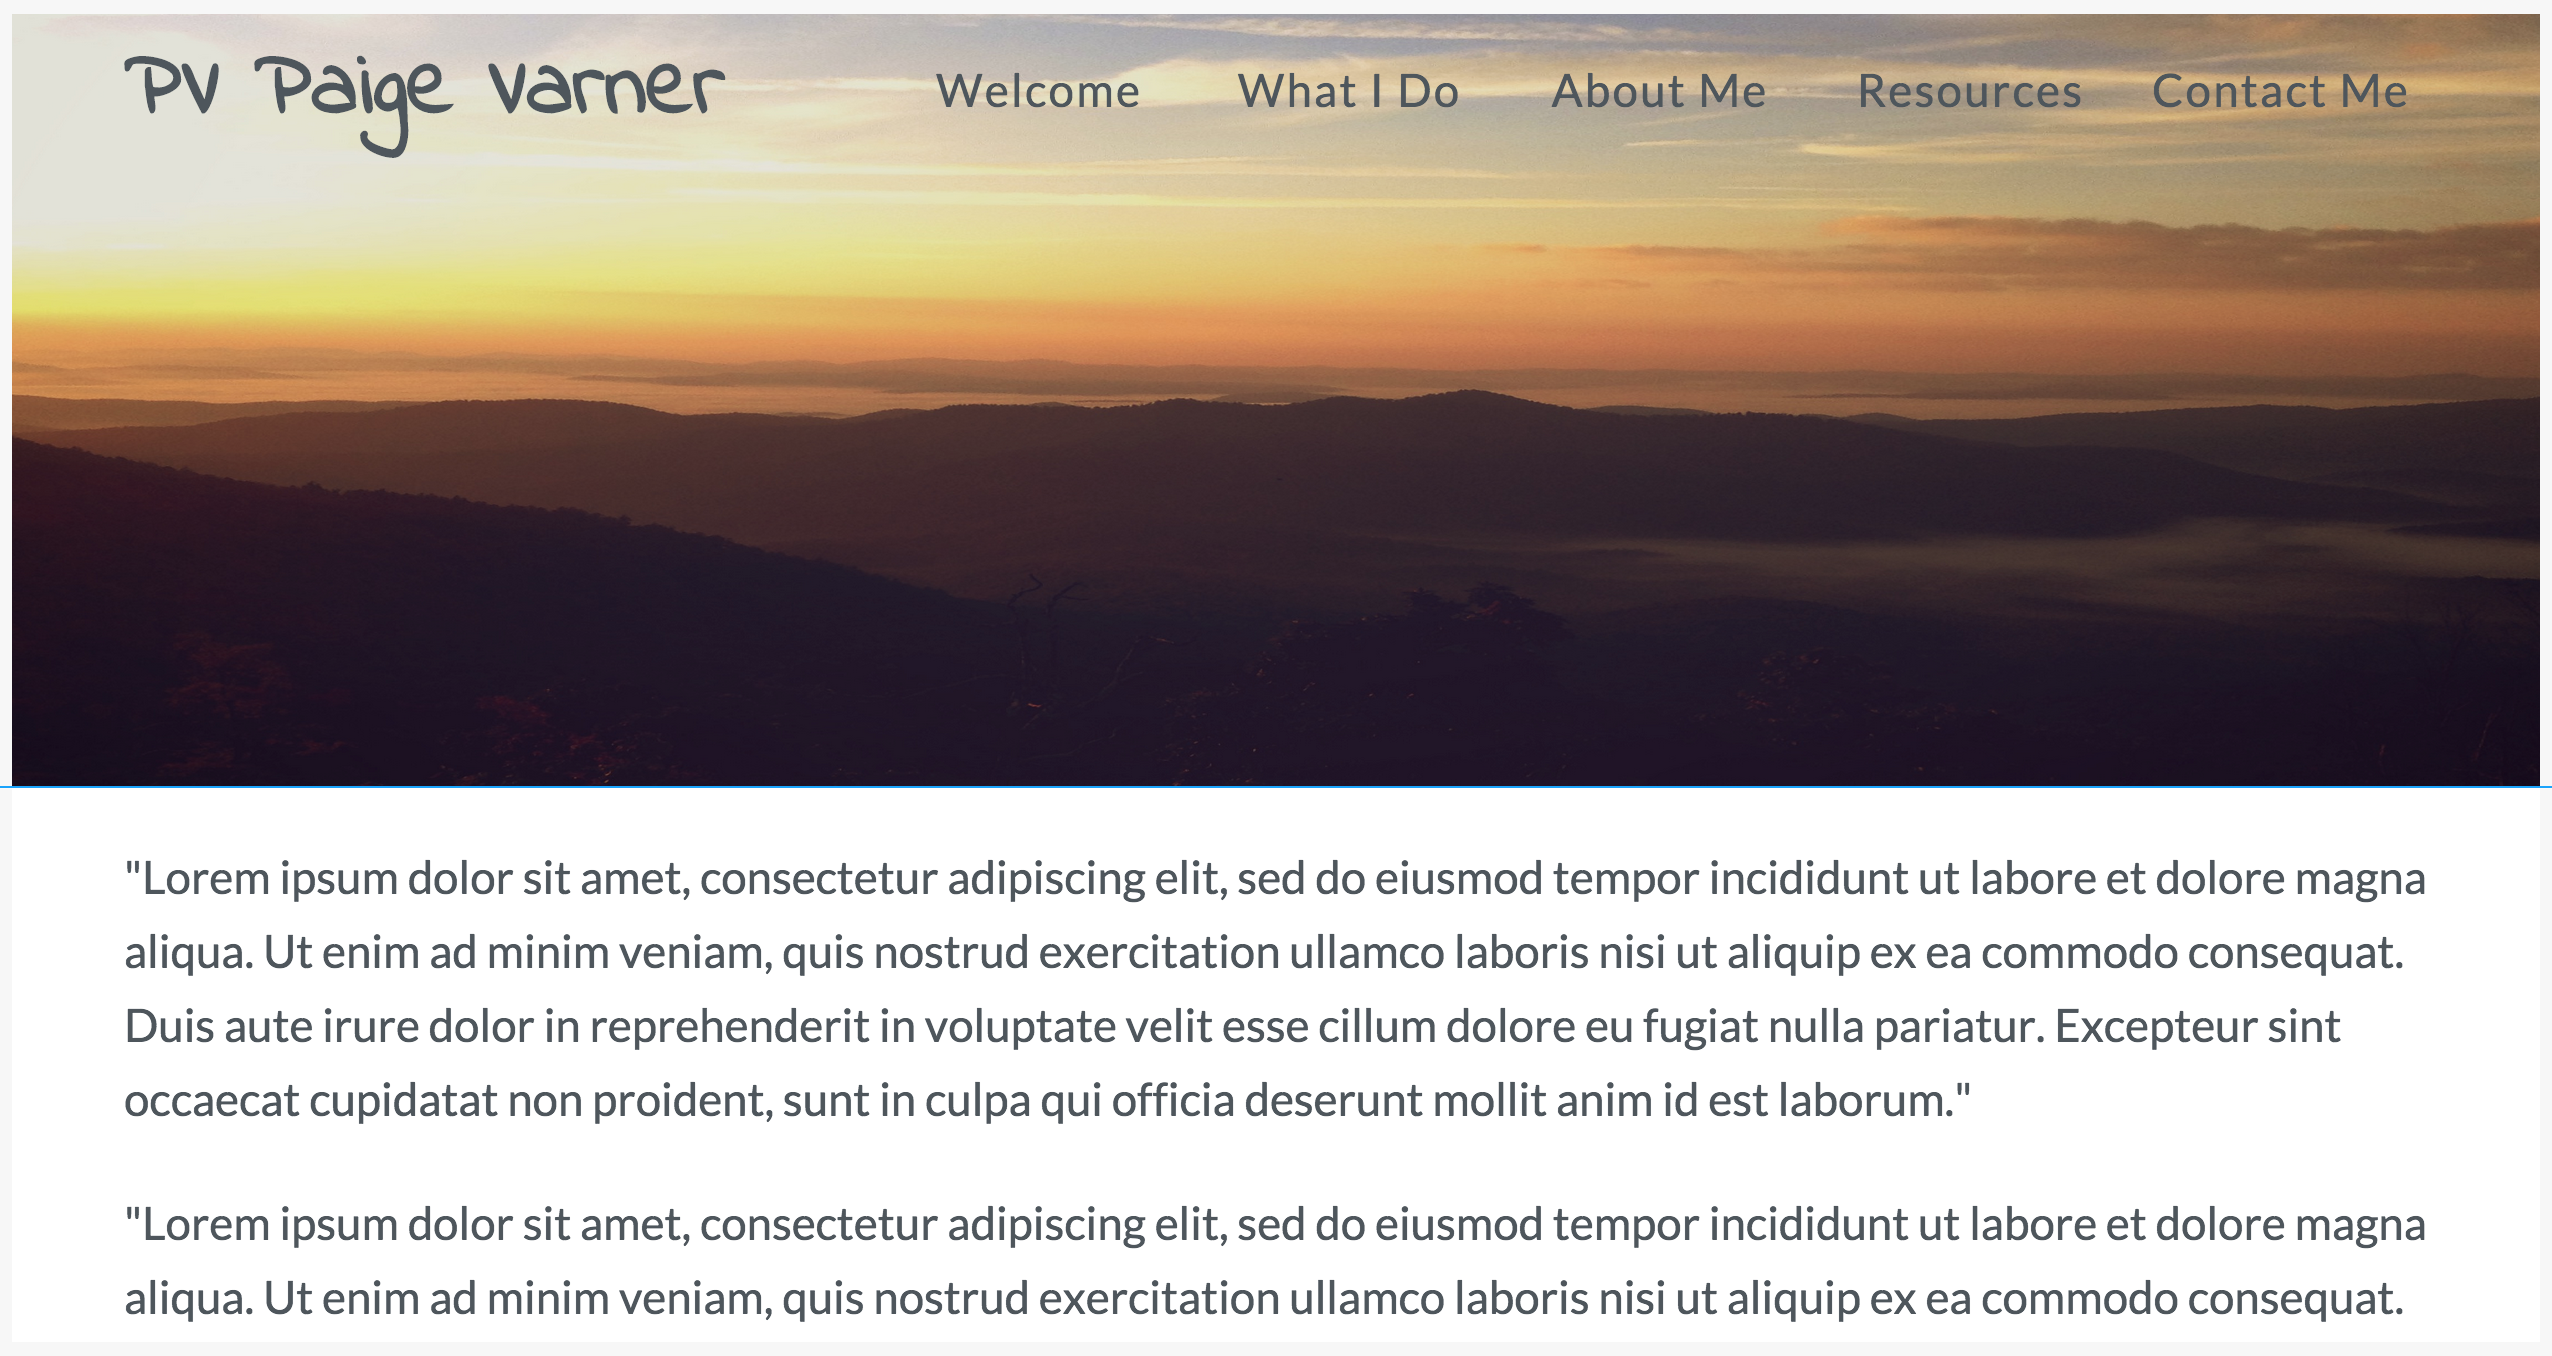 PV Paige Varner
Welcome What I Do About Me Resources Contact Me
"Lorem ipsum dolor sit amet, consectetur adipiscing elit, sed do eiusmod tempor incididunt ut labore et dolore magna
aliqua. Ut enim ad minim veniam, quis nostrud exercitation ullamco laboris nisi ut aliquip ex ea commodo consequat.
Duis aute irure dolor in reprehenderit in voluptate velit esse cillum dolore eu fugiat nulla pariatur. Excepteur sint
occaecat cupidatat non proident, sunt in culpa qui officia deserunt mollit anim id est laborum."
"Lorem ipsum dolor sit amet, consectetur adipiscing elit, sed do eiusmod tempor incididunt ut labore et dolore magna
aliqua. Ut enim ad minim veniam, quis nostrud exercitation ullamco laboris nisi ut aliquip ex ea commodo consequat.